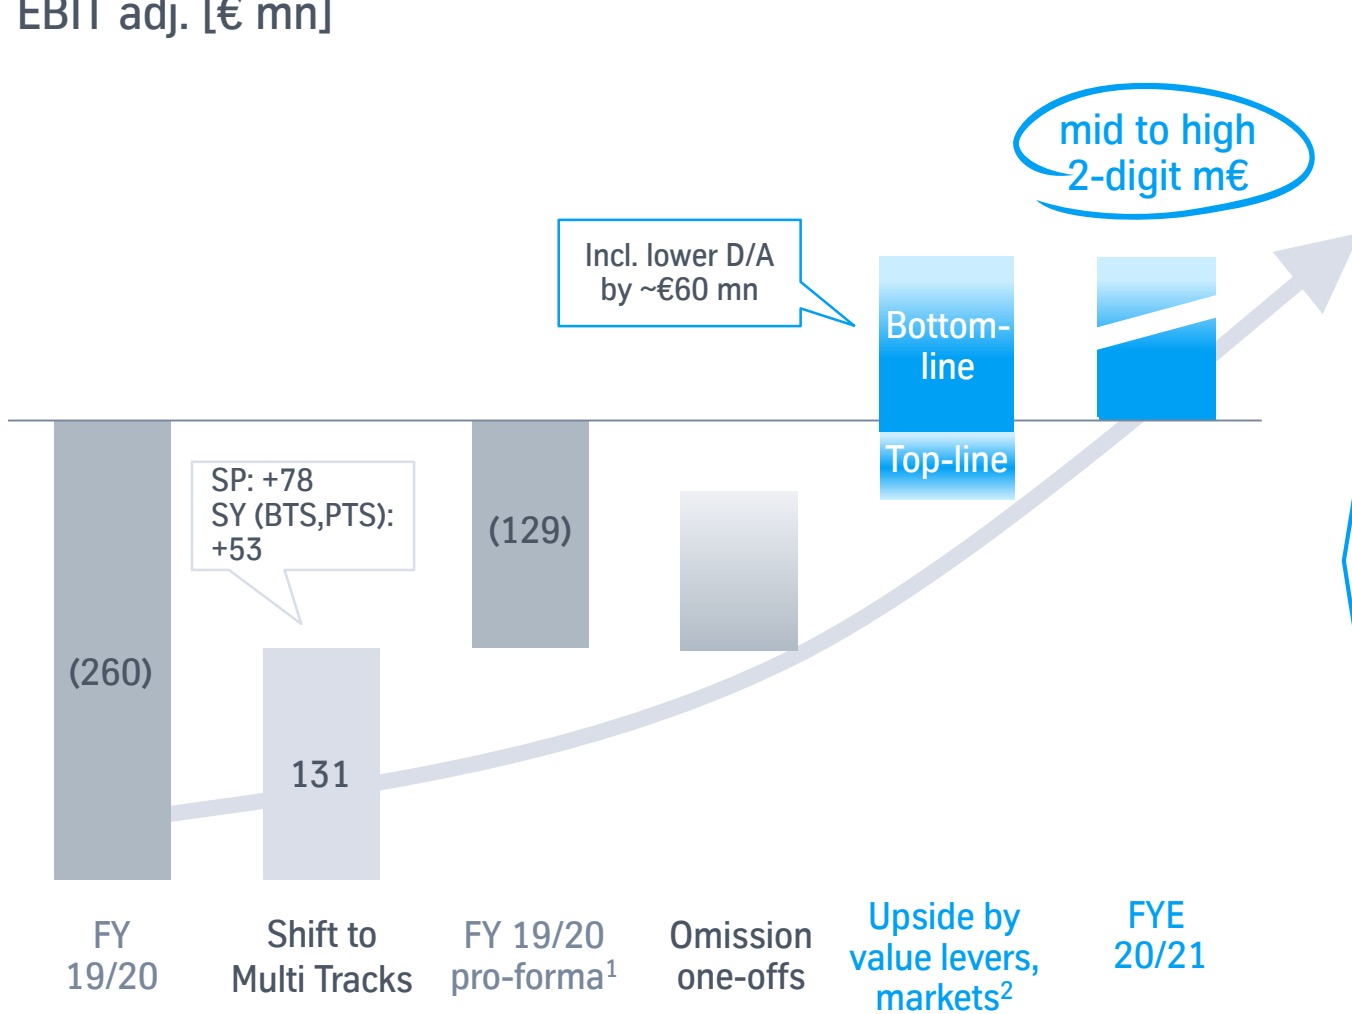 EBIT adj. [€ mn]
mid to high
2-digit m€
Incl. lower D/A
by ~€60 mn
Bottom-
line
Top-line
SP: +78
SY (BTS,PTS):
+53
(129)
(260)
131
FY
19/20
Shift to
Multi Tracks
FY 19/20
pro-forma¹
Omission
one-offs
Upside by
value levers,
markets²
FYE
20/21